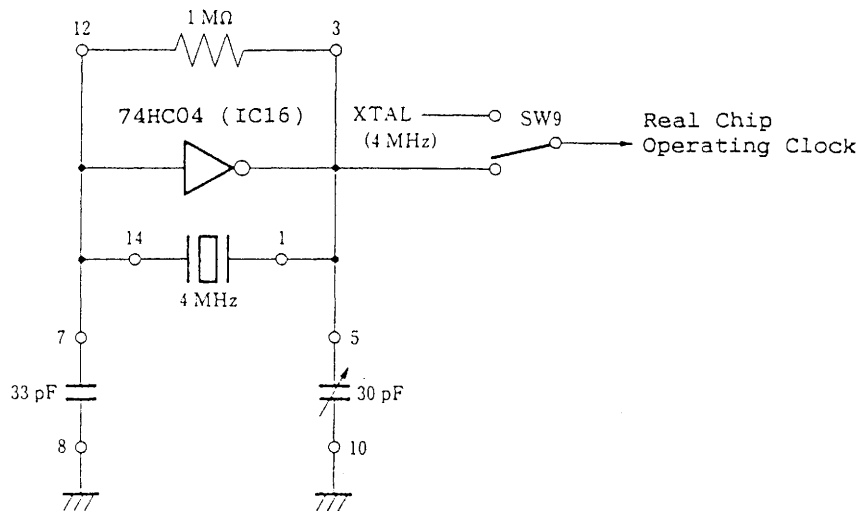 1 MΩ
12
3
74HC04 (IC16)
XTAL
(4 MHz)
SW9
Real Chip
Operating Clock
14
1
4 MHz
7
5
33 pF
30 pF
8
10